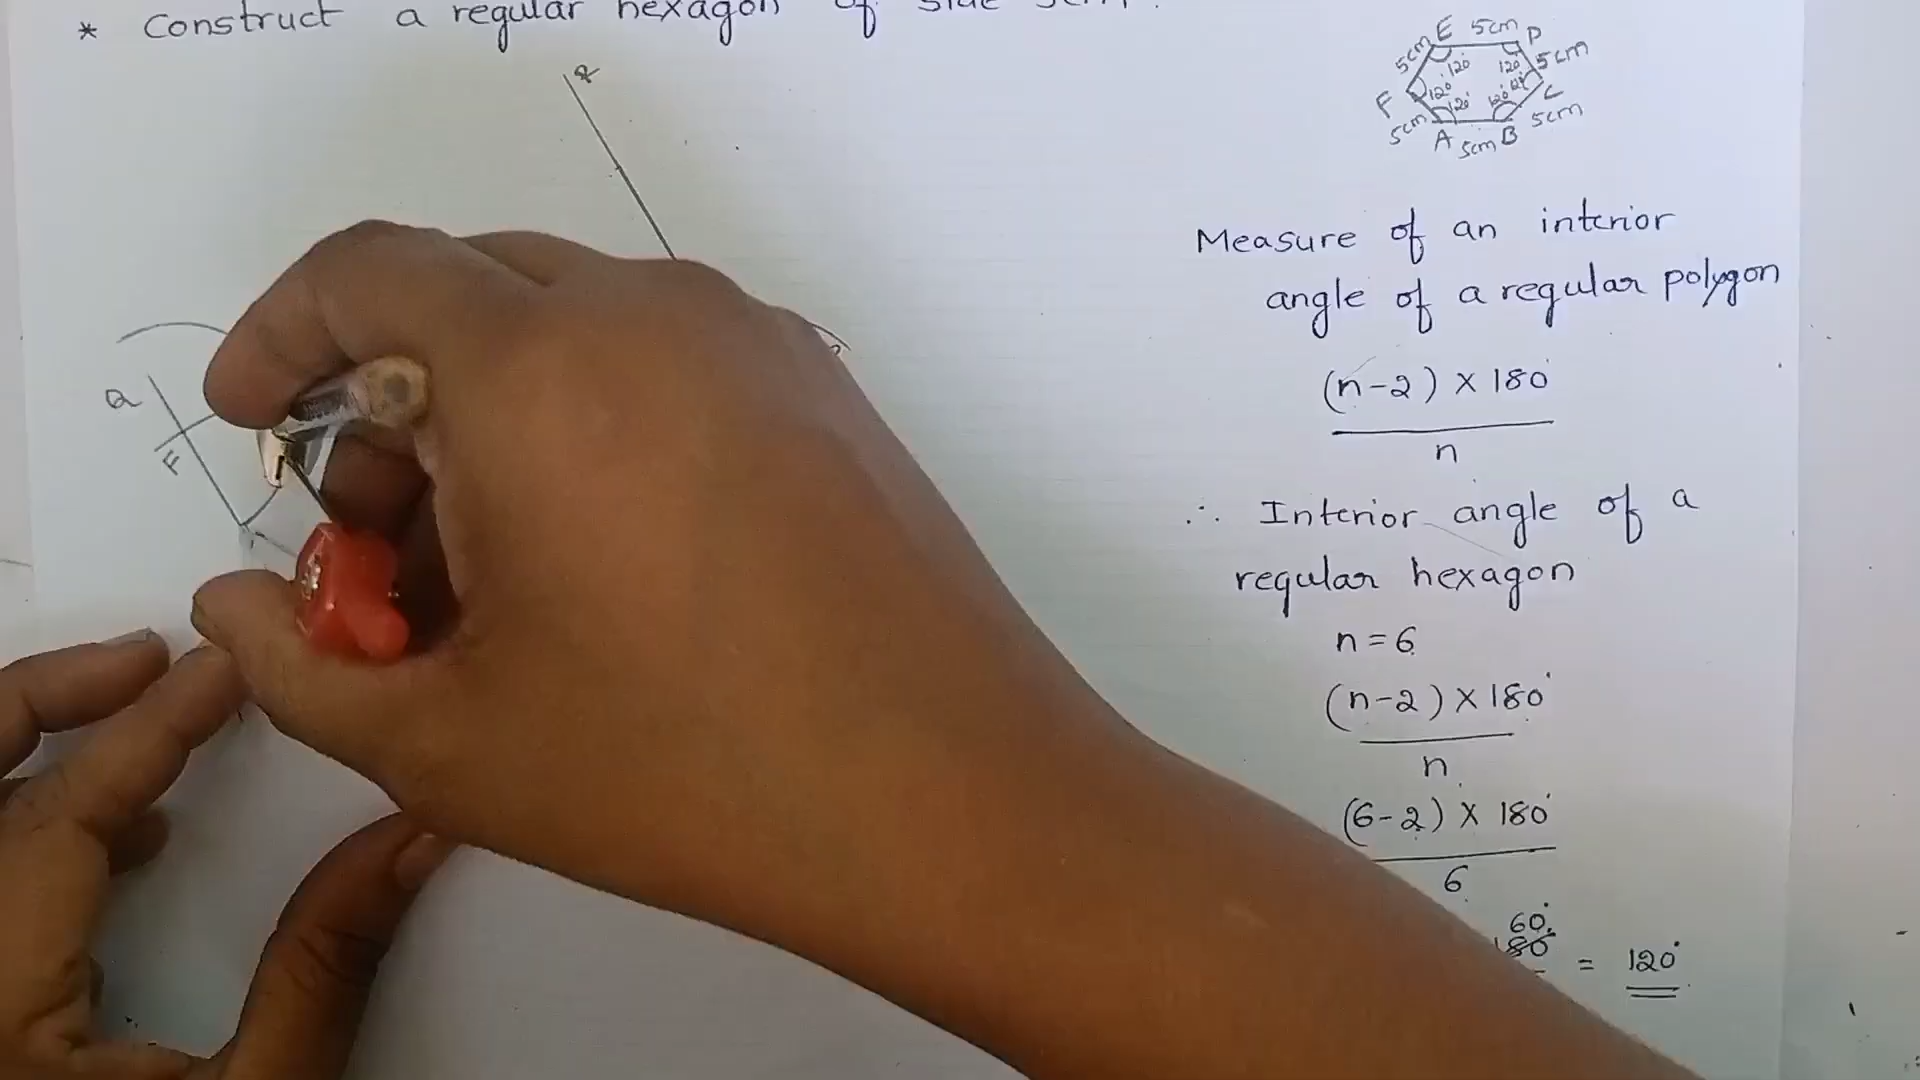 * Construct a regular hexagon of side 5cm.
R
Q
F
E 5cm D
5cm 120° 120° 5cm
F 120° 120° 120° 120° C
5cm A 5cm B 5cm
Measure of an interior
angle of a regular polygon
(n-2) × 180°
n
∴ Interior angle of a
regular hexagon
n = 6
(n-2) × 180°
n
(6-2) × 180°
6
60°
180 = 120°